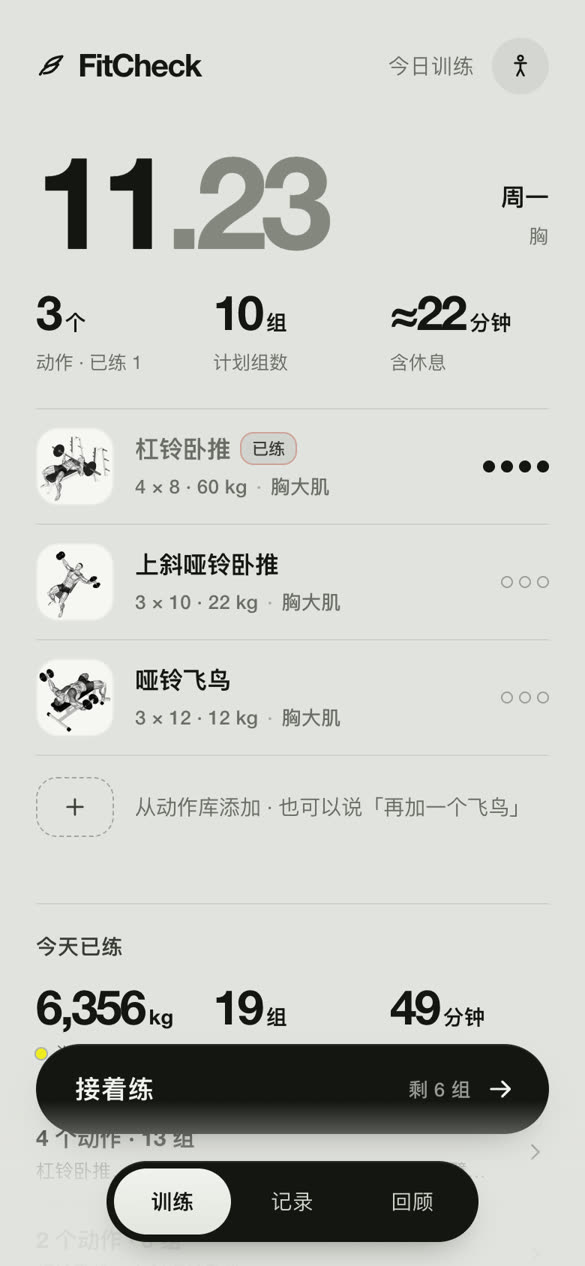 FitCheck
今日训练
11.23
周一
胸
3个
10组
≈22分钟
动作 · 已练 1
计划组数
含休息
杠铃卧推 已练
4 × 8 · 60 kg · 胸大肌
上斜哑铃卧推
3 × 10 · 22 kg · 胸大肌
哑铃飞鸟
3 × 12 · 12 kg · 胸大肌
+
从动作库添加 · 也可以说「再加一个飞鸟」
今天已练
6,356kg
19组
49分钟
接着练
剩 6 组 →
4 个动作 · 13 组
杠铃卧推
训练
记录
回顾
2 个动作